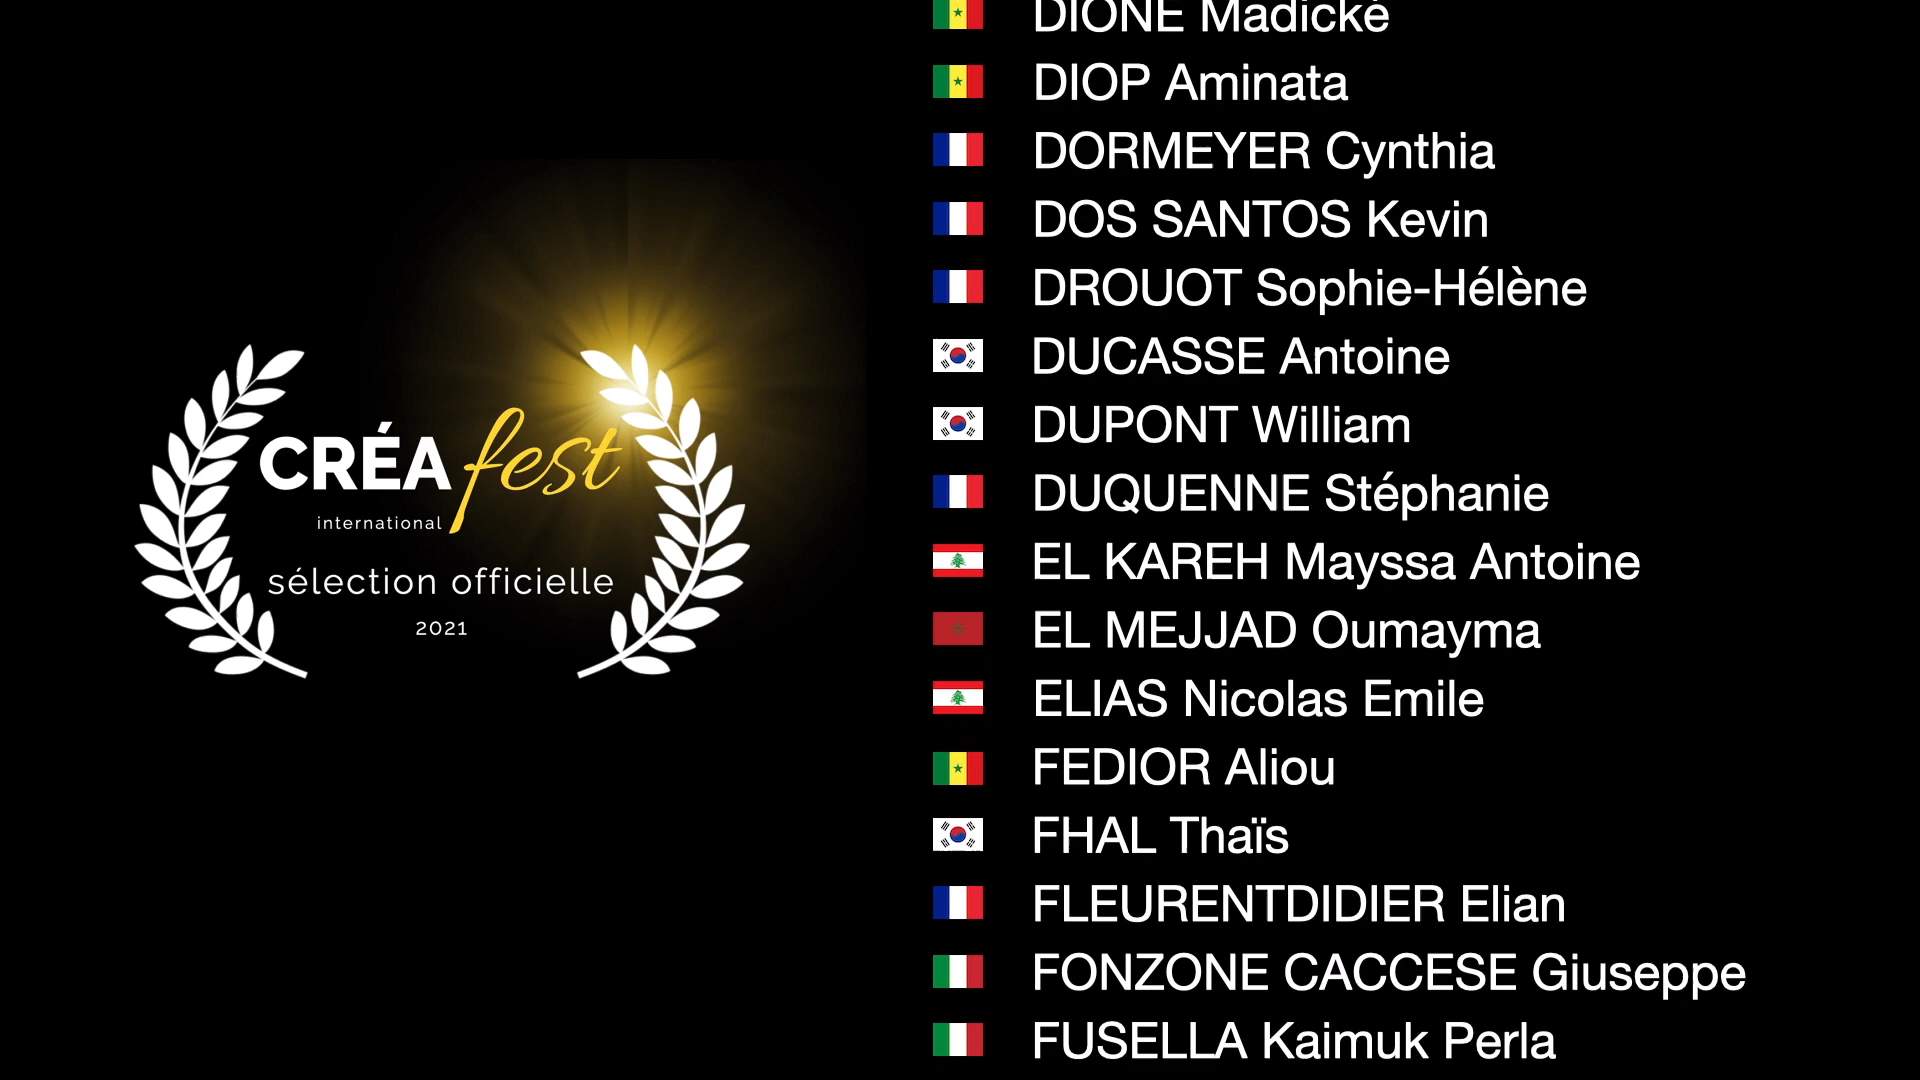 CRÉA fest
international
sélection officielle
2021
DIONE Madické
DIOP Aminata
DORMEYER Cynthia
DOS SANTOS Kevin
DROUOT Sophie-Hélène
DUCASSE Antoine
DUPONT William
DUQUENNE Stéphanie
EL KAREH Mayssa Antoine
EL MEJJAD Oumayma
ELIAS Nicolas Emile
FEDIOR Aliou
FHAL Thaïs
FLEURENTDIDIER Elian
FONZONE CACCESE Giuseppe
FUSELLA Kaimuk Perla